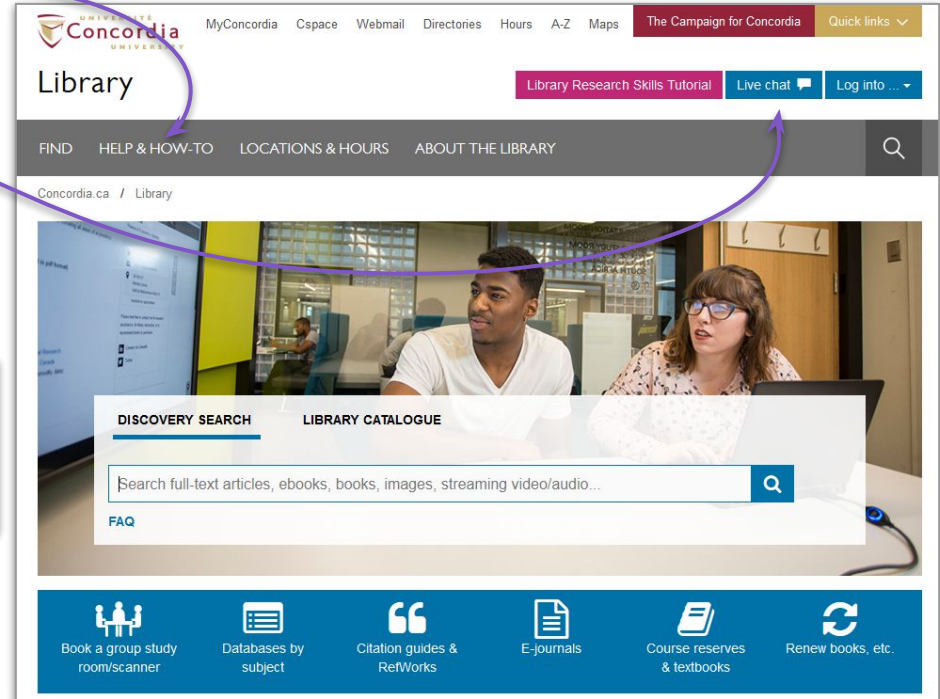 UNIVERSITÉ
Concordia
UNIVERSITY
MyConcordia Cspace Webmail Directories Hours A-Z Maps The Campaign for Concordia Quick links
Library
Library Research Skills Tutorial Live chat Log into ...
FIND HELP & HOW-TO LOCATIONS & HOURS ABOUT THE LIBRARY
Concordia.ca / Library
DISCOVERY SEARCH LIBRARY CATALOGUE
Search full-text articles, ebooks, books, images, streaming video/audio...
FAQ
Book a group study
room/scanner
Databases by
subject
Citation guides &
RefWorks
E-journals
Course reserves
& textbooks
Renew books, etc.